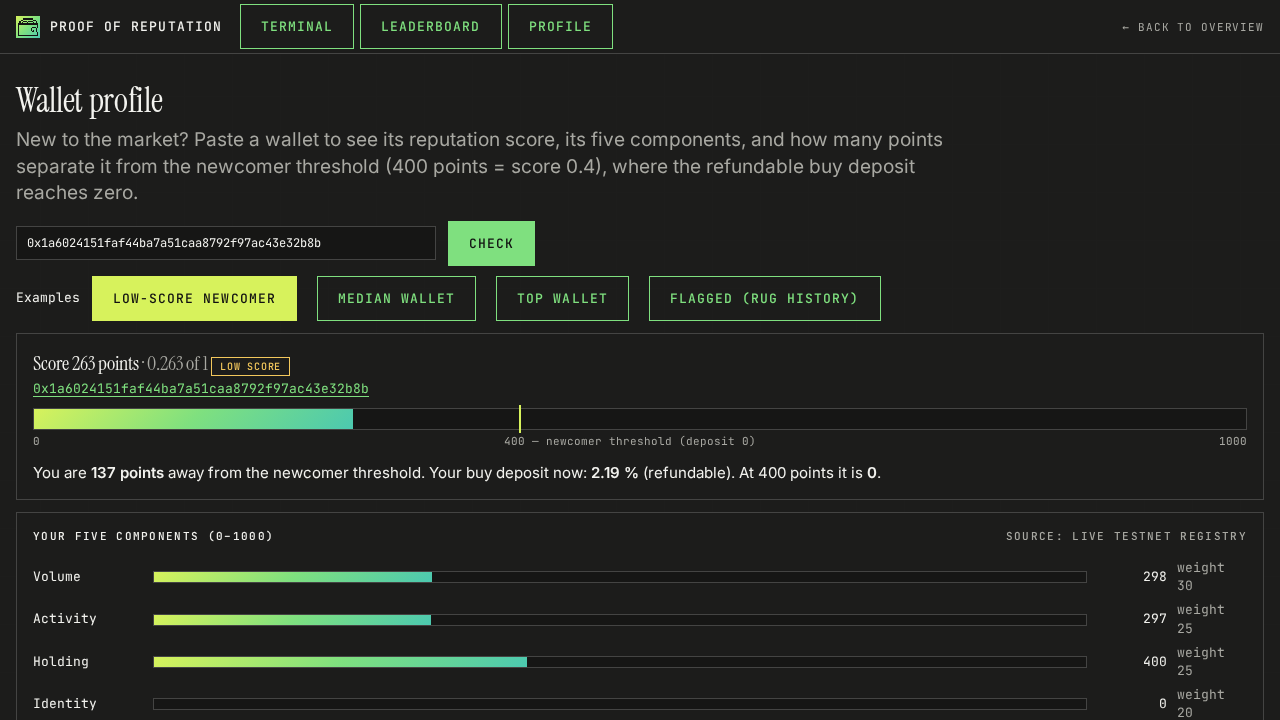 PROOF OF REPUTATION
TERMINAL
LEADERBOARD
PROFILE
← BACK TO OVERVIEW
Wallet profile
New to the market? Paste a wallet to see its reputation score, its five components, and how many points
separate it from the newcomer threshold (400 points = score 0.4), where the refundable buy deposit
reaches zero.
0x1a6024151faf44ba7a51caa8792f97ac43e32b8b
CHECK
Examples
LOW-SCORE NEWCOMER
MEDIAN WALLET
TOP WALLET
FLAGGED (RUG HISTORY)
Score 263 points · 0.263 of 1 LOW SCORE
0x1a6024151faf44ba7a51caa8792f97ac43e32b8b
0
400 — newcomer threshold (deposit 0)
1000
You are 137 points away from the newcomer threshold. Your buy deposit now: 2.19 % (refundable). At 400 points it is 0.
YOUR FIVE COMPONENTS (0–1000)
SOURCE: LIVE TESTNET REGISTRY
Volume
298
weight
30
Activity
297
weight
25
Holding
400
weight
25
Identity
0
weight
20